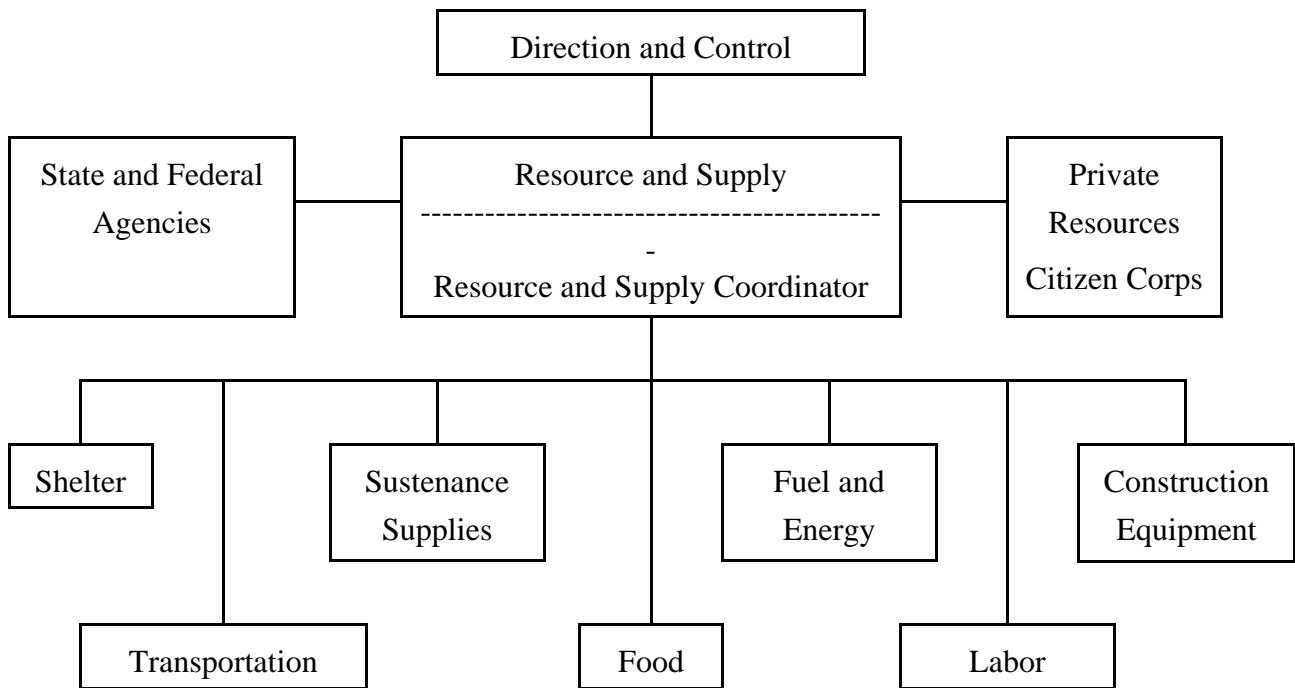 Direction and Control
State and Federal
Agencies
Resource and Supply
-------------------------------------------
-
Resource and Supply Coordinator
Private
Resources
Citizen Corps
Shelter
Sustenance
Supplies
Fuel and
Energy
Construction
Equipment
Transportation
Food
Labor